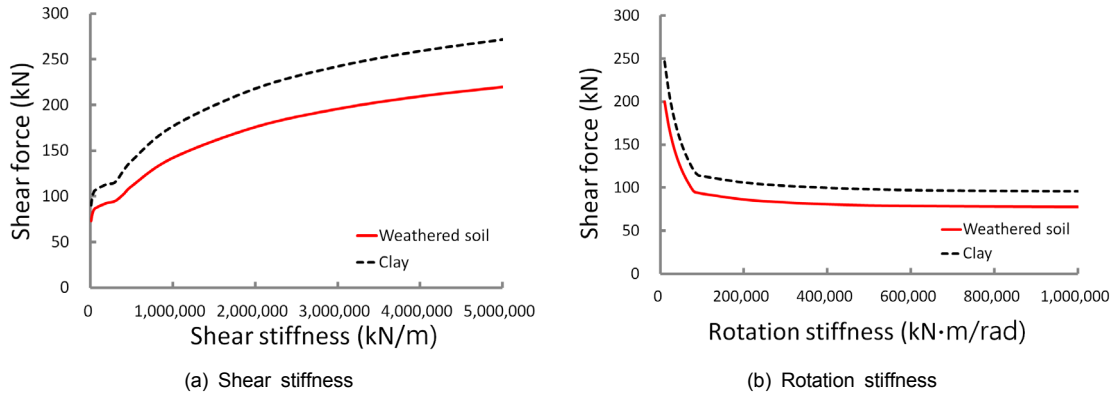 300
250
200
150
100
50
0
Shear force (kN)
Weathered soil
Clay
0 1,000,000 2,000,000 3,000,000 4,000,000 5,000,000
Shear stiffness (kN/m)
(a) Shear stiffness
300
250
200
150
100
50
0
Shear force (kN)
Weathered soil
Clay
0 200,000 400,000 600,000 800,000 1,000,000
Rotation stiffness (kN·m/rad)
(b) Rotation stiffness